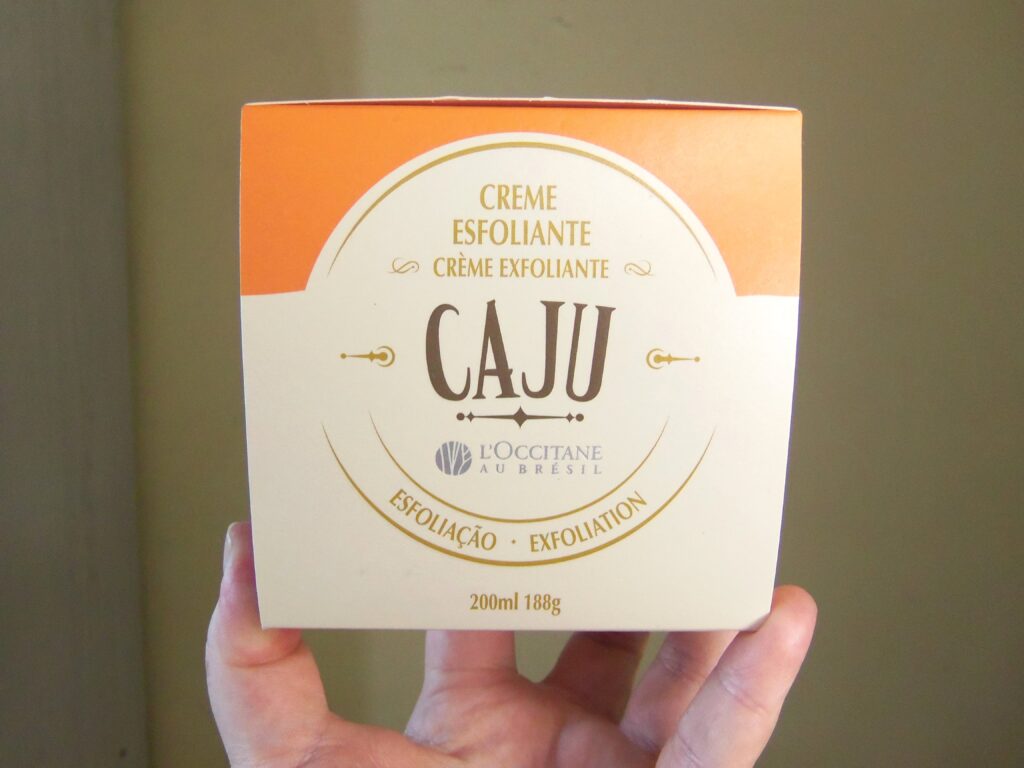 CREME
ESFOLIANTE
CRÈME EXFOLIANTE
CAJU
L'OCCITANE
AU BRÉSIL
ESFOLIAÇÃO · EXFOLIATION
200ml 188g